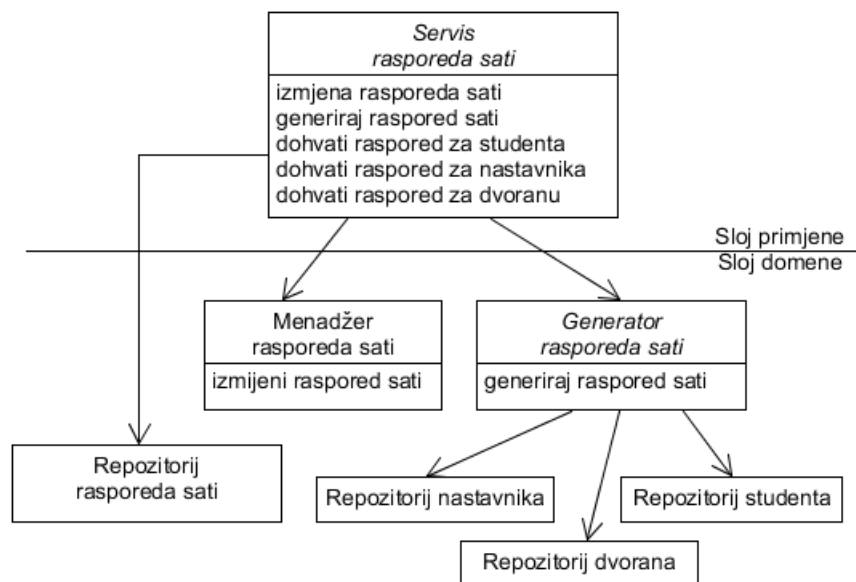 Servis
rasporeda sati
izmjena rasporeda sati
generiraj raspored sati
dohvati raspored za studenta
dohvati raspored za nastavnika
dohvati raspored za dvoranu
Sloj primjene
Sloj domene
Menadžer
rasporeda sati
izmijeni raspored sati
Generator
rasporeda sati
generiraj raspored sati
Repozitorij
rasporeda sati
Repozitorij nastavnika
Repozitorij studenta
Repozitorij dvorana